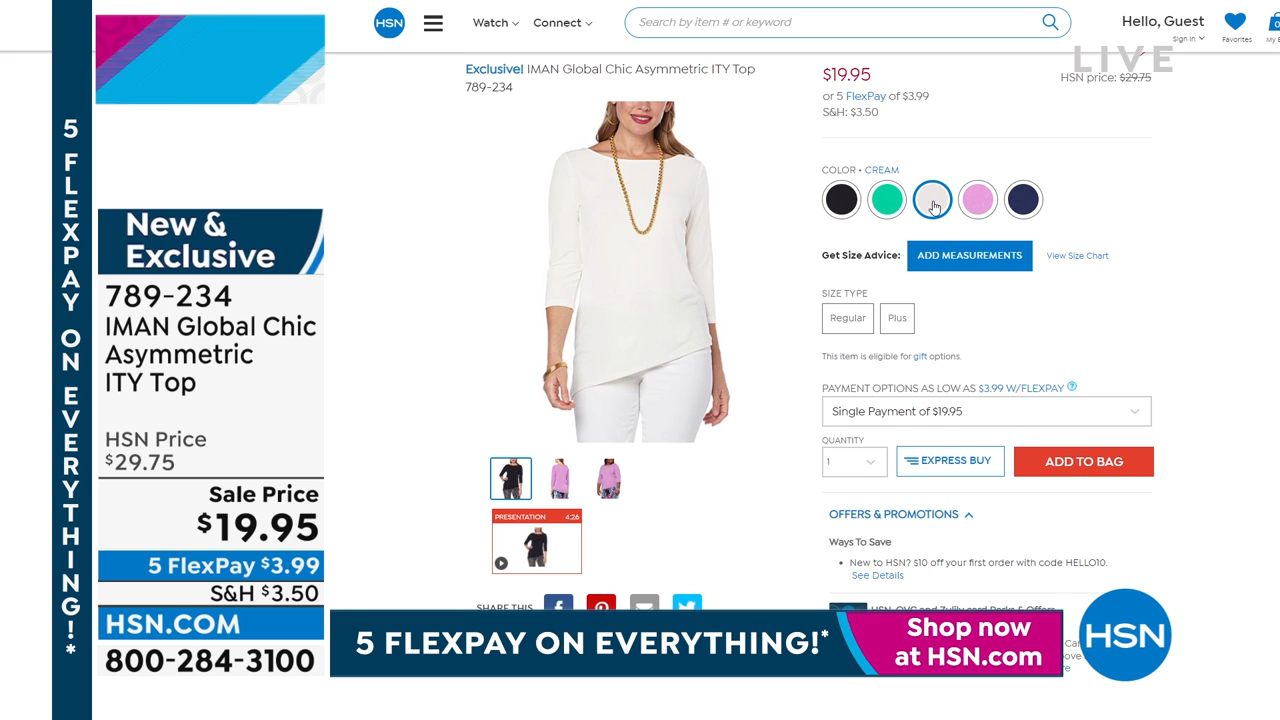 5 FLEXPAY ON EVERYTHING!*
New &
Exclusive
789-234
IMAN Global Chic
Asymmetric
ITY Top
HSN Price
$29.75
Sale Price
$19.95
5 FlexPay $3.99
S&H $3.50
HSN.COM
800-284-3100
HSN
Watch
Connect
Search by item # or keyword
Hello, Guest
Sign In
Favorites
LIVE
Exclusive! IMAN Global Chic Asymmetric ITY Top
789-234
$19.95
HSN price: $29.75
or 5 FlexPay of $3.99
S&H: $3.50
COLOR • CREAM
Get Size Advice: ADD MEASUREMENTS View Size Chart
SIZE TYPE
Regular Plus
This item is eligible for gift options.
PAYMENT OPTIONS AS LOW AS $3.99 W/FLEXPAY ?
Single Payment of $19.95
QUANTITY
1 EXPRESS BUY ADD TO BAG
PRESENTATION 4:26
OFFERS & PROMOTIONS
Ways To Save
• New to HSN? $10 off your first order with code HELLO10.
See Details
SHARE THIS
HSN, QVC and Zulily card Perks & Offers
5 FLEXPAY ON EVERYTHING!*
Shop now
at HSN.com
HSN